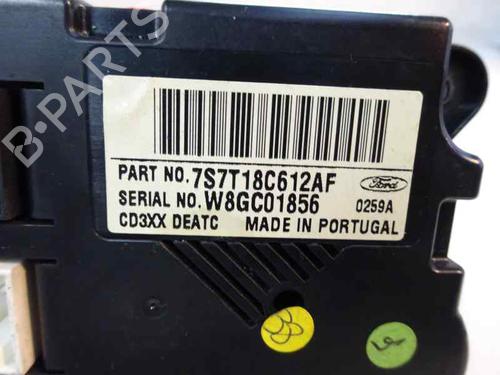 B-PARTS
PART NO. 7S7T18C612AF
Ford
SERIAL NO. W8GC01856 0259A
CD3XX DEATC MADE IN PORTUGAL